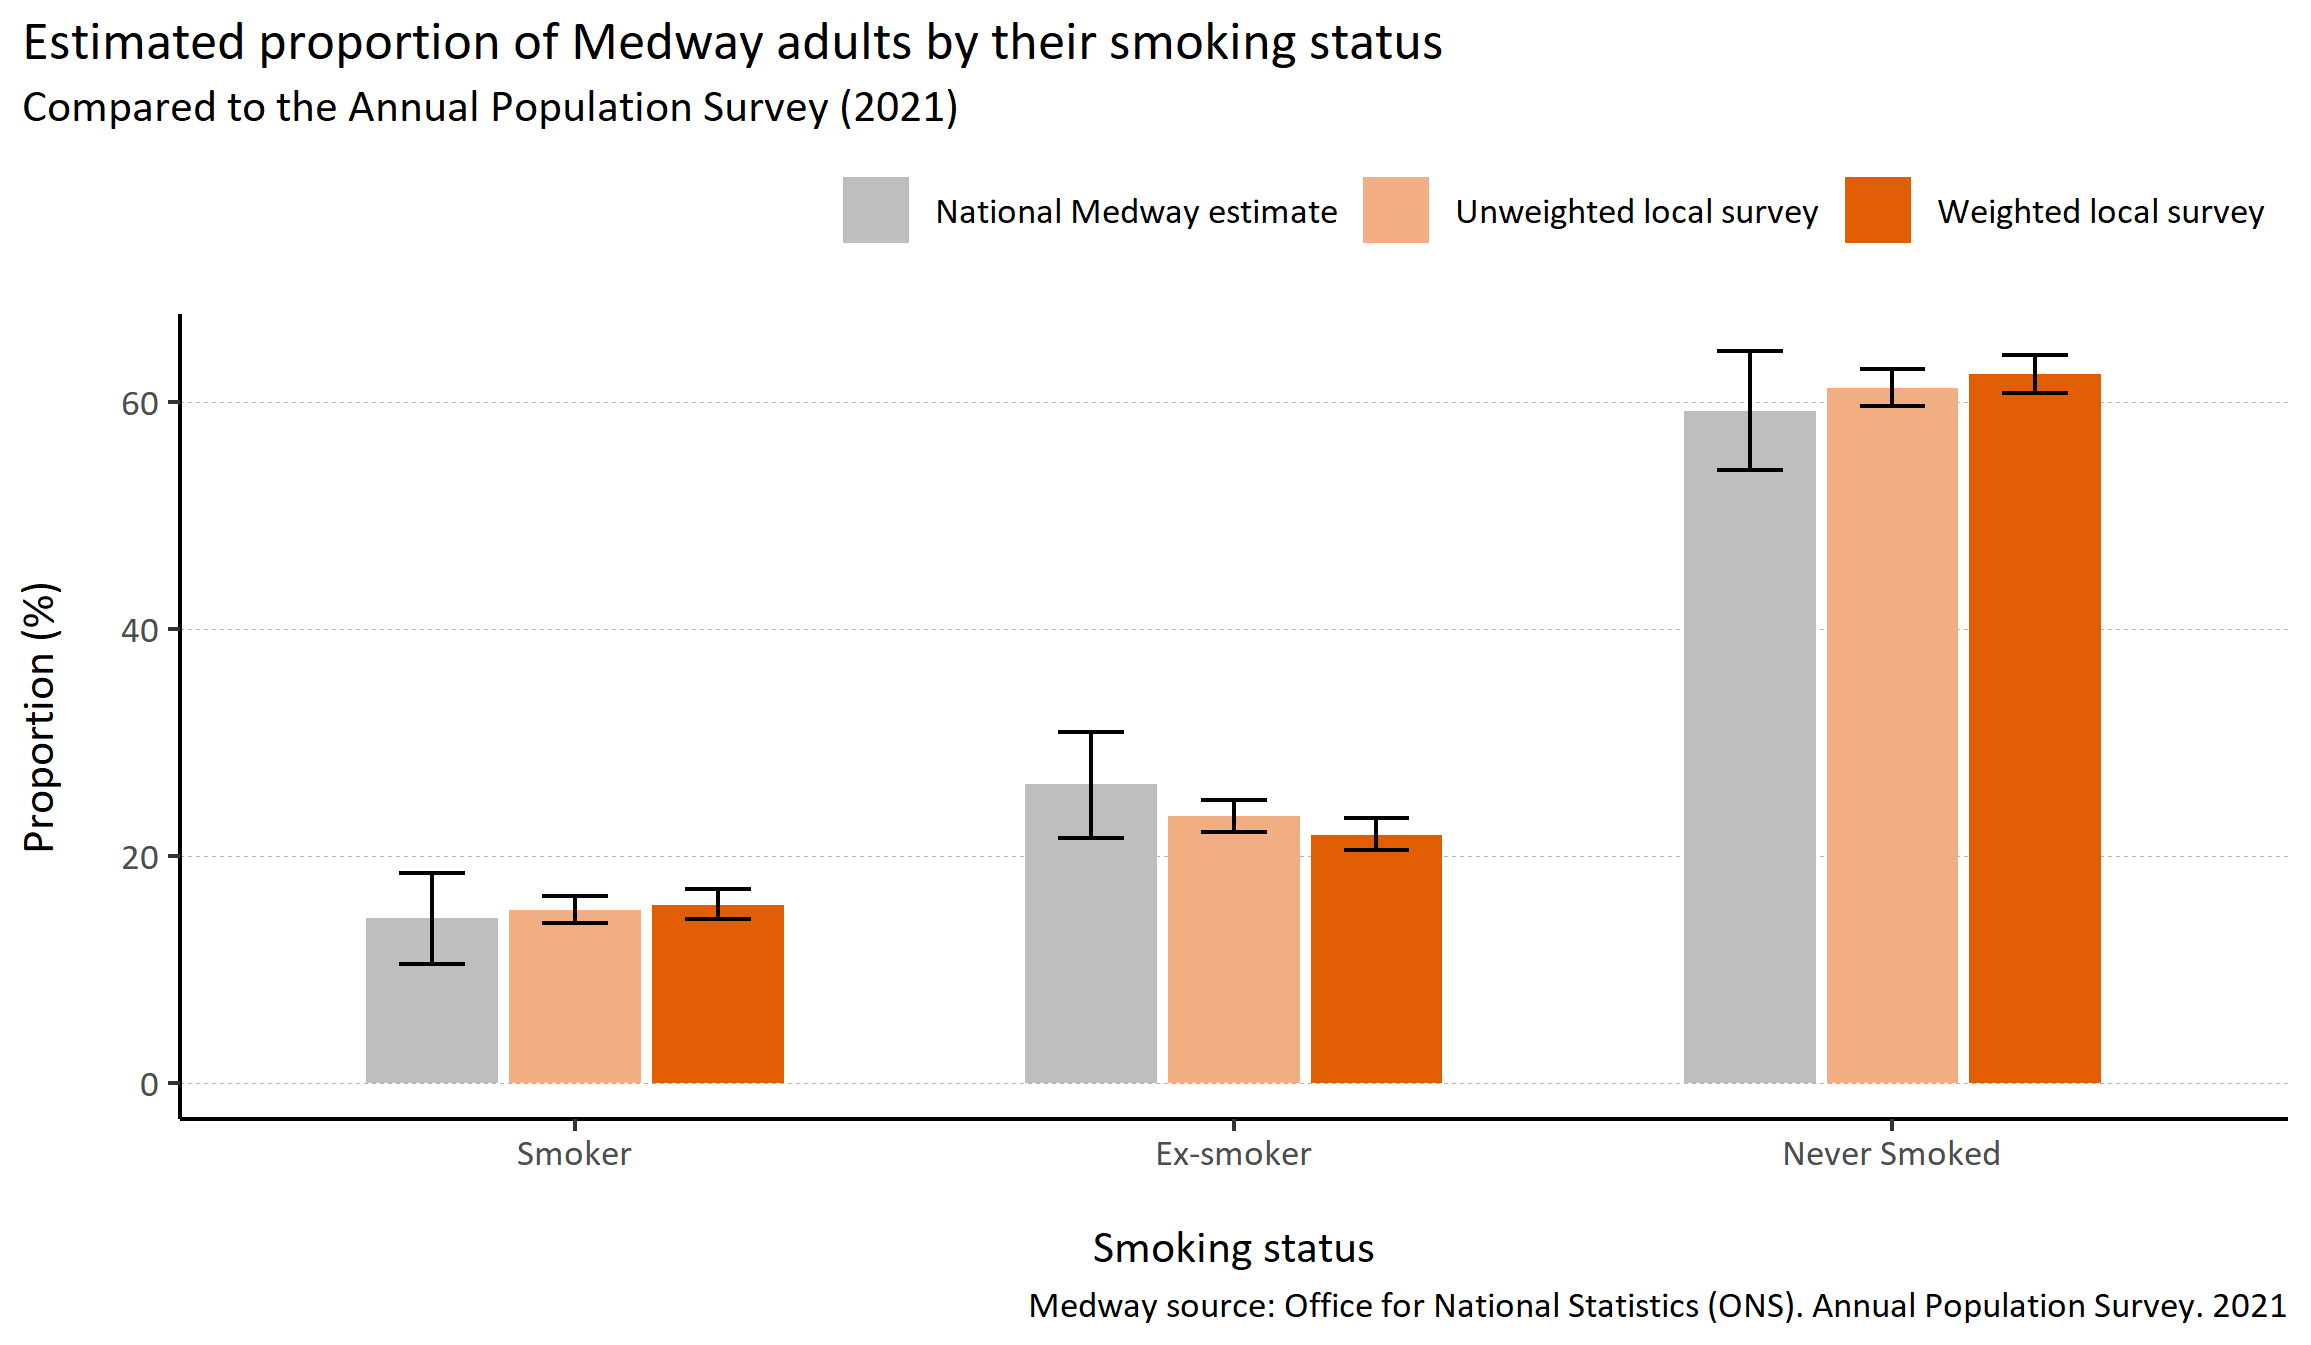 Estimated proportion of Medway adults by their smoking status
Compared to the Annual Population Survey (2021)
National Medway estimate
Unweighted local survey
Weighted local survey
Proportion (%)
60
40
20
0
Smoker
Ex-smoker
Never Smoked
Smoking status
Medway source: Office for National Statistics (ONS). Annual Population Survey. 2021